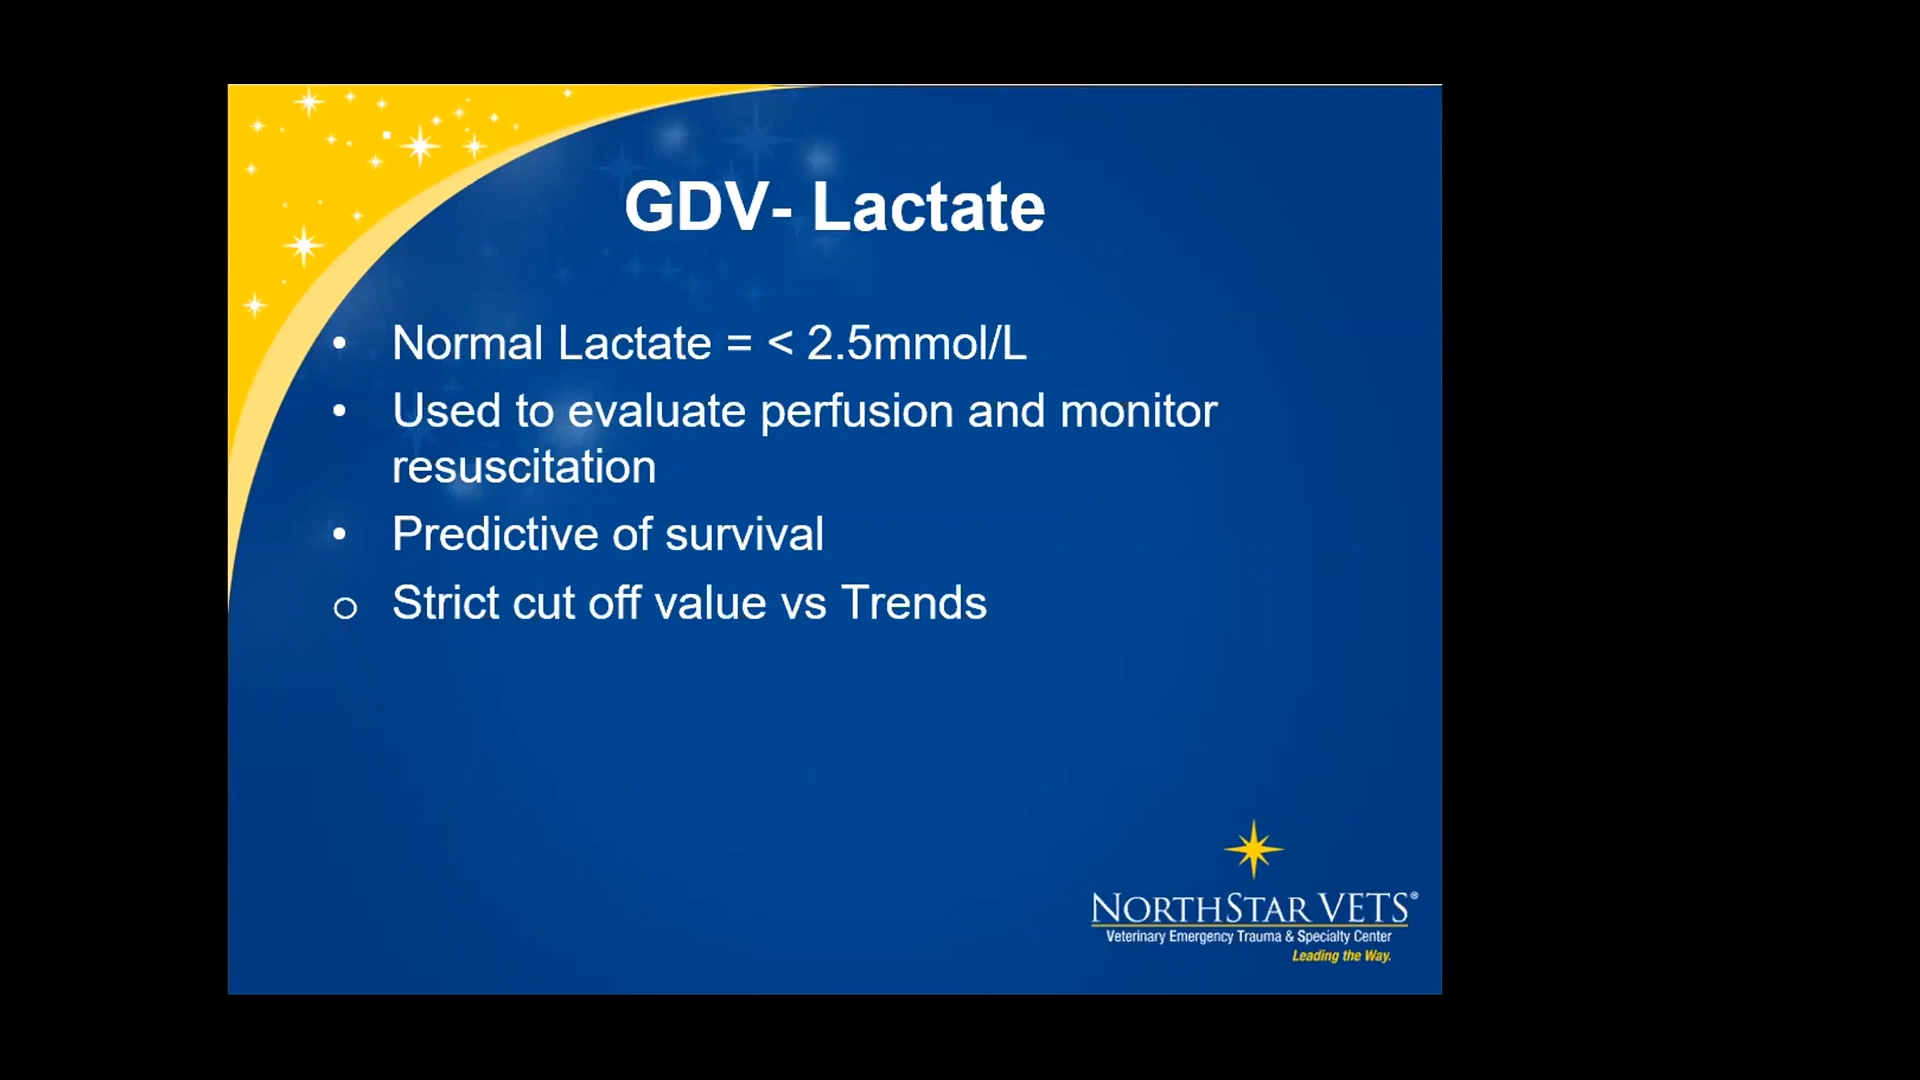 GDV- Lactate
• Normal Lactate = < 2.5mmol/L
• Used to evaluate perfusion and monitor
resuscitation
• Predictive of survival
o Strict cut off value vs Trends
NORTHSTAR VETS®
Veterinary Emergency Trauma & Specialty Center
Leading the Way.